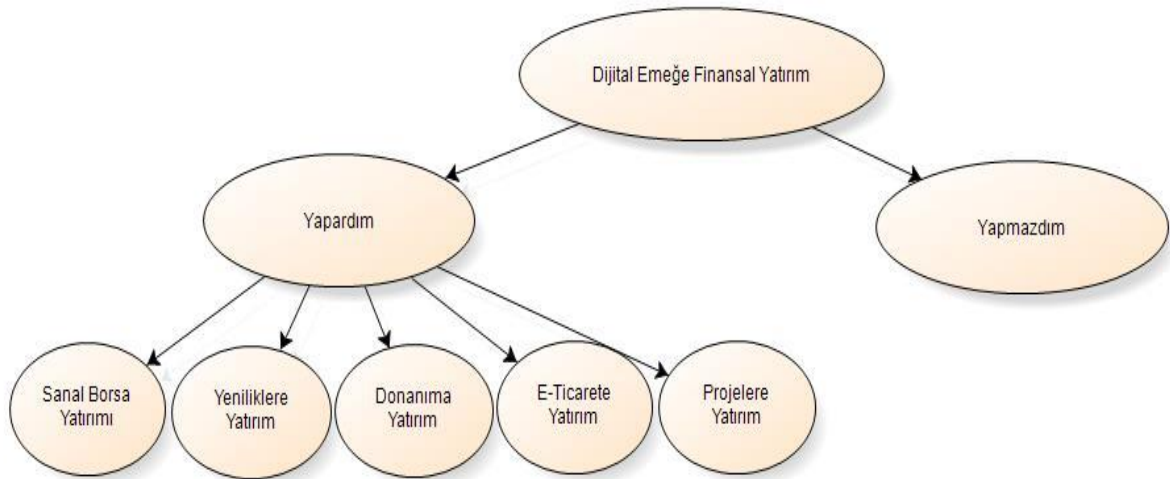 Dijital Emeğe Finansal Yatırım
Yapardım
Yapmazdım
Sanal Borsa
Yatırımı
Yeniliklere
Yatırım
Donanıma
Yatırım
E-Ticarete
Yatırım
Projelere
Yatırım